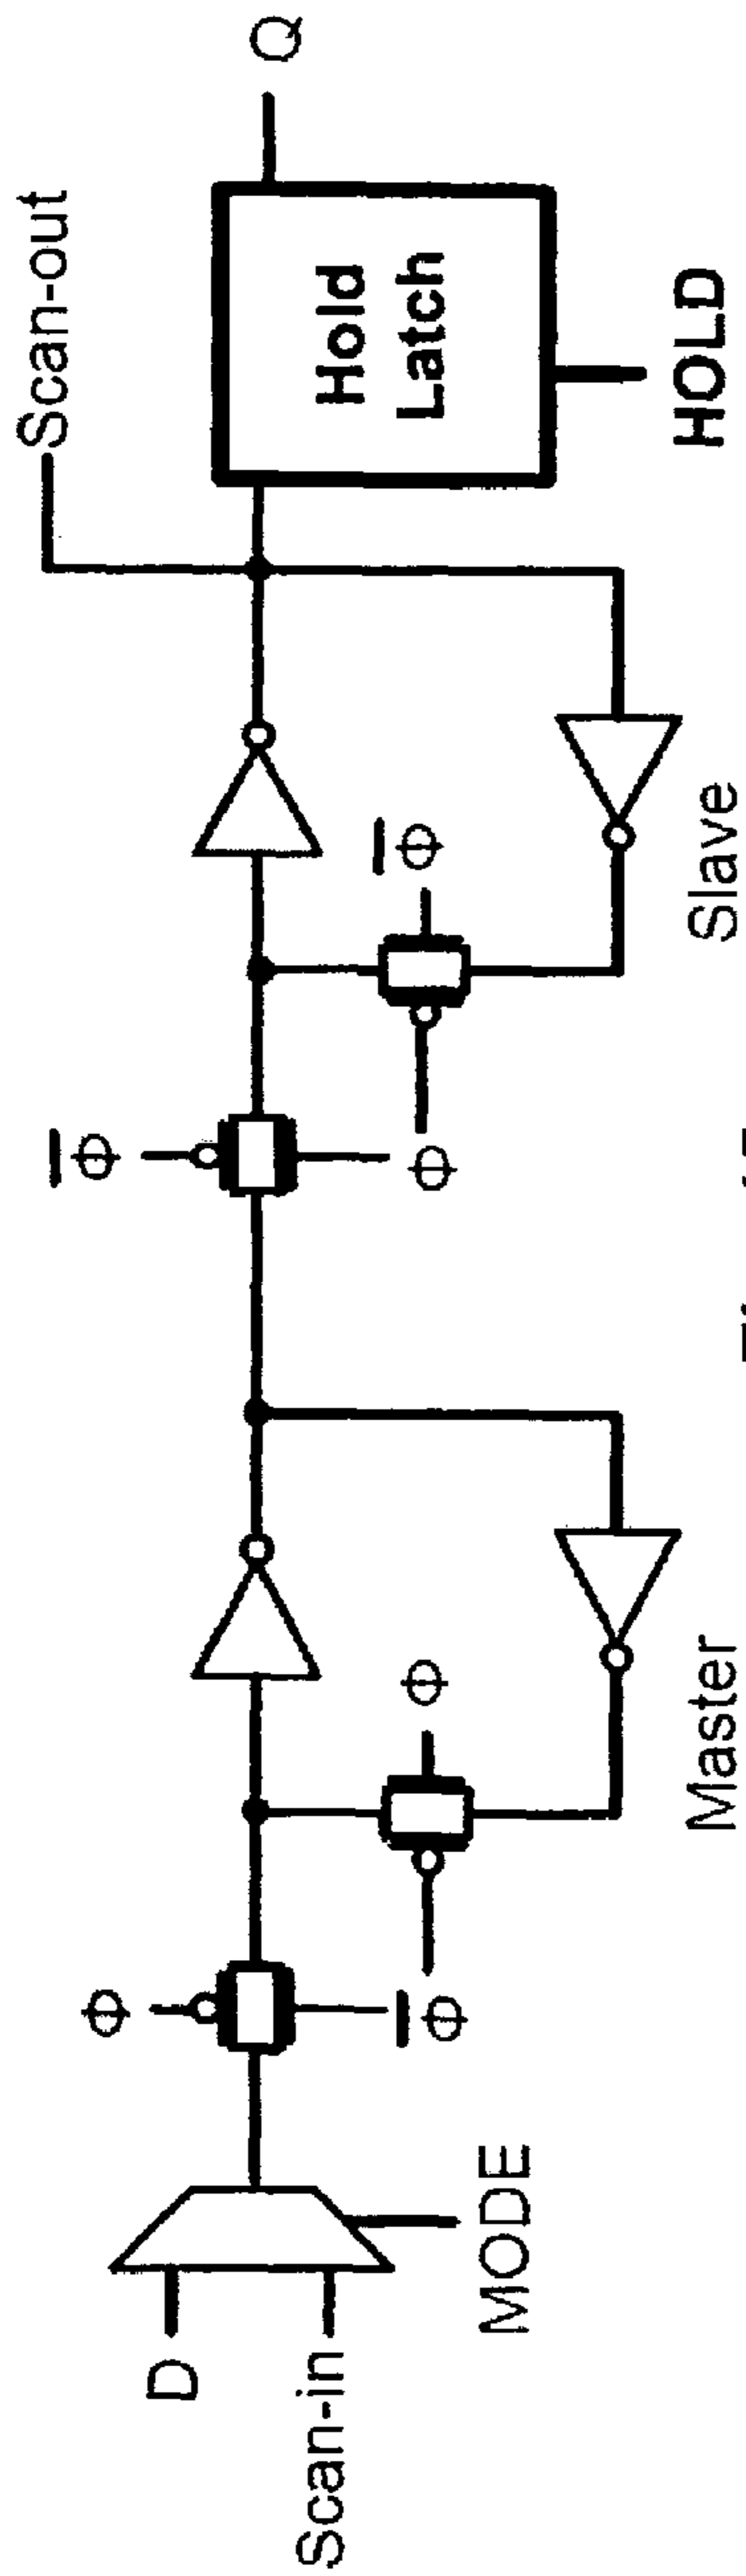 D
Scan-in
MODE
Φ
Φ̅
Φ
Φ̅
Master
Φ̅
Φ
Φ̅
Φ
Slave
Scan-out
Hold
Latch
HOLD
Q